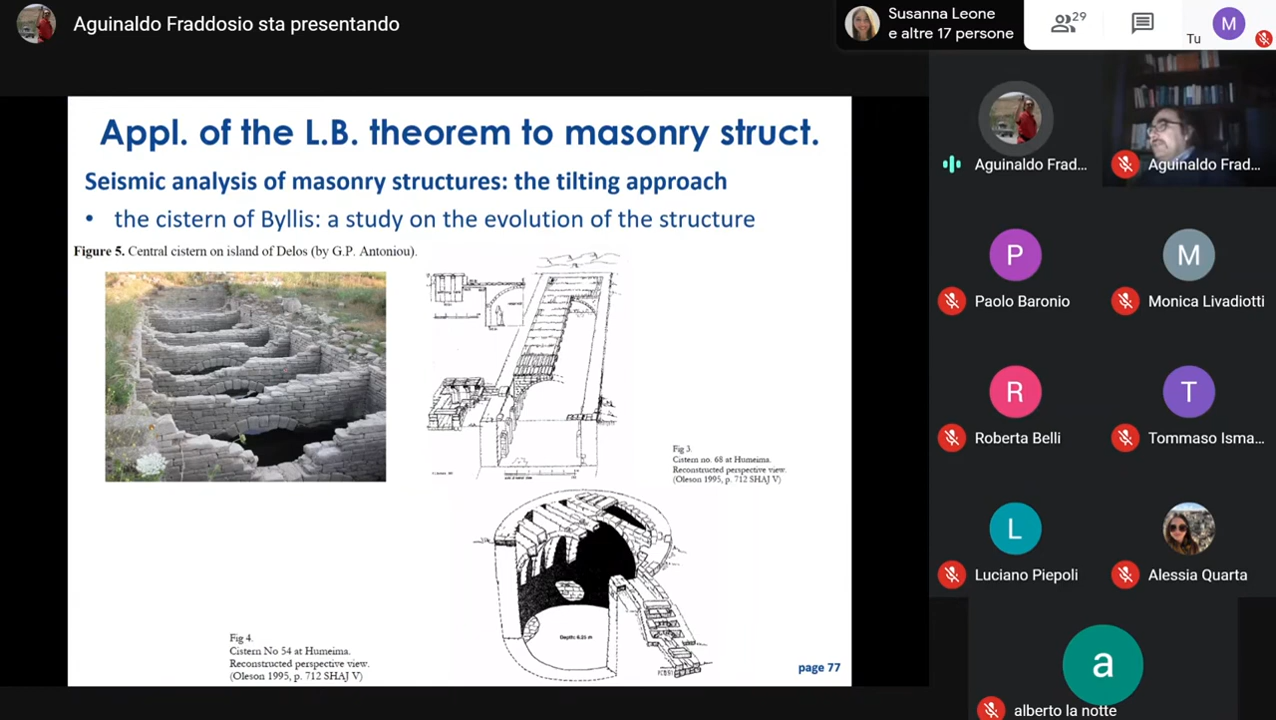 Aguinaldo Fraddosio sta presentando
Susanna Leone
e altre 17 persone
29
Tu
M
Appl. of the L.B. theorem to masonry struct.
Seismic analysis of masonry structures: the tilting approach
• the cistern of Byllis: a study on the evolution of the structure
Figure 5. Central cistern on island of Delos (by G.P. Antoniou).
Fig 3.
Cistern no. 68 at Humeima.
Reconstructed perspective view.
(Oleson 1995, p. 712 SHAJ V)
Depth: 6.25 m
Fig 4.
Cistern No 54 at Humeima.
Reconstructed perspective view.
(Oleson 1995, p. 712 SHAJ V)
page 77
Aguinaldo Frad...
Aguinaldo Frad...
P
Paolo Baronio
M
Monica Livadiotti
R
Roberta Belli
T
Tommaso Isma...
L
Luciano Piepoli
Alessia Quarta
a
alberto la notte